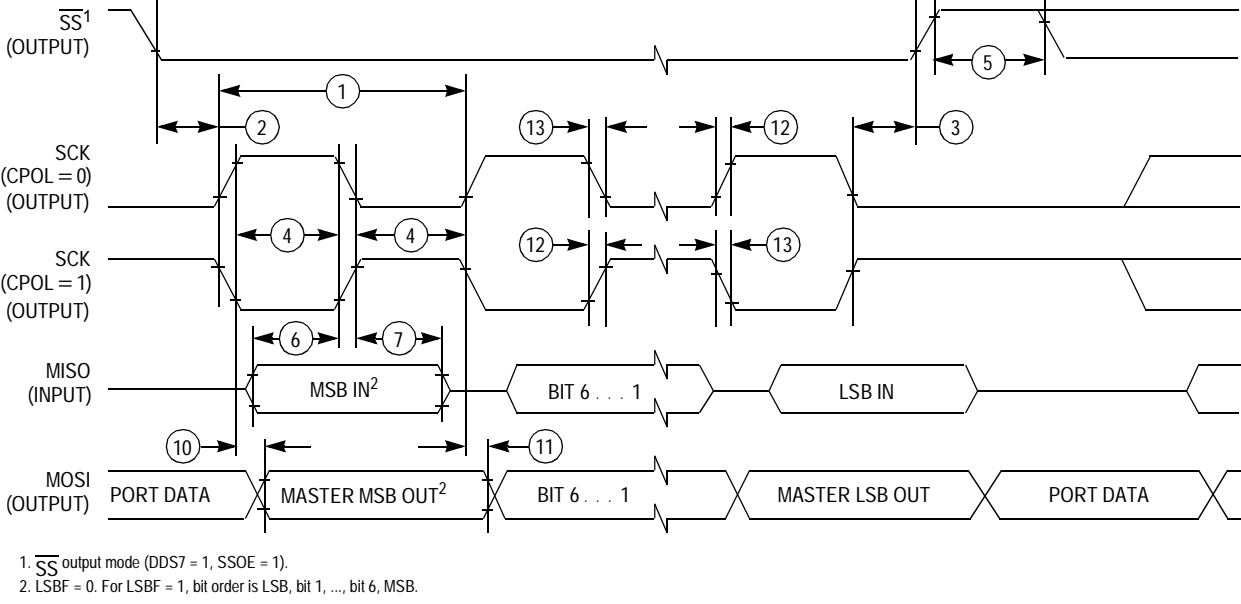 SS¹
(OUTPUT)
5
1
2
13
12
3
SCK
(CPOL = 0)
(OUTPUT)
4
4
12
13
SCK
(CPOL = 1)
(OUTPUT)
6
7
MISO
(INPUT)
MSB IN²
BIT 6 . . . 1
LSB IN
10
11
MOSI
(OUTPUT)
PORT DATA
MASTER MSB OUT²
BIT 6 . . . 1
MASTER LSB OUT
PORT DATA
1. SS output mode (DDS7 = 1, SSOE = 1).
2. LSBF = 0. For LSBF = 1, bit order is LSB, bit 1, ..., bit 6, MSB.